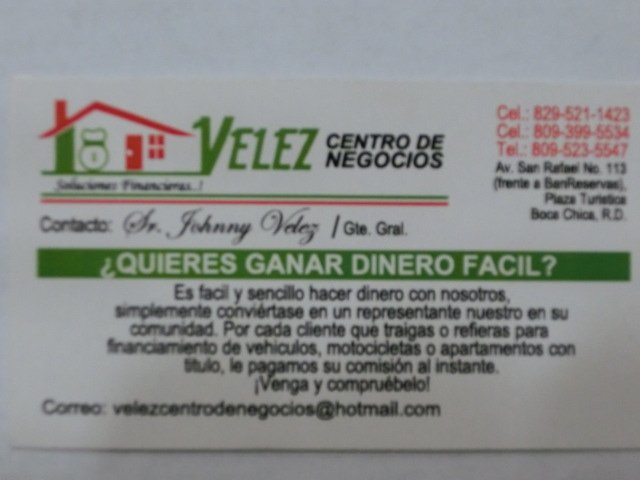 VELEZ CENTRO DE NEGOCIOS
Soluciones Financieras..!
Cel.: 829-521-1423
Cel.: 809-399-5534
Tel.: 809-523-5547
Av. San Rafael No. 113
(frente a BanReservas),
Plaza Turistica
Boca Chica, R.D.
Contacto: Sr. Johnny Velez / Gte. Gral.
¿QUIERES GANAR DINERO FACIL?
Es facil y sencillo hacer dinero con nosotros,
simplemente conviértase en un representante nuestro en su
comunidad. Por cada cliente que traigas o refieras para
financiamiento de vehiculos, motocicletas o apartamentos con
titulo, le pagamos su comisión al instante.
¡Venga y compruébelo!
Correo: velezcentrodenegocios@hotmail.com